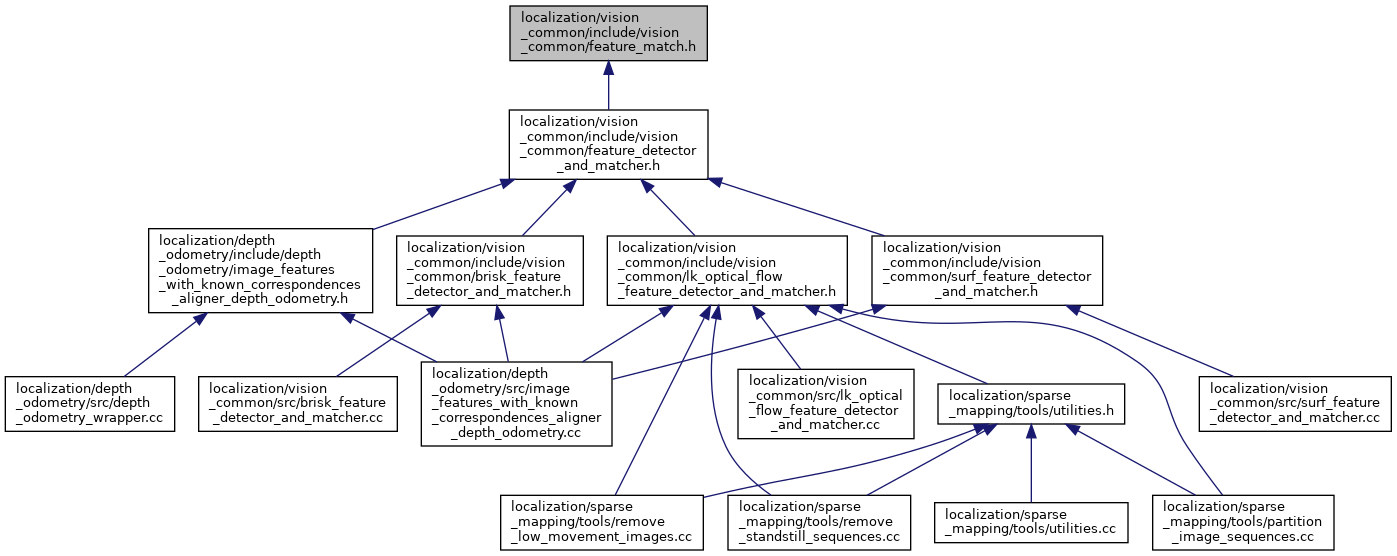 localization/vision
_common/include/vision
_common/feature_match.h
localization/vision
_common/include/vision
_common/feature_detector
_and_matcher.h
localization/depth
_odometry/include/depth
_odometry/image_features
_with_known_correspondences
_aligner_depth_odometry.h
localization/vision
_common/include/vision
_common/brisk_feature
_detector_and_matcher.h
localization/vision
_common/include/vision
_common/lk_optical_flow
_feature_detector_and_matcher.h
localization/vision
_common/include/vision
_common/surf_feature_detector
_and_matcher.h
localization/depth
_odometry/src/depth
_odometry_wrapper.cc
localization/vision
_common/src/brisk_feature
_detector_and_matcher.cc
localization/depth
_odometry/src/image
_features_with_known
_correspondences_aligner
_depth_odometry.cc
localization/vision
_common/src/lk_optical
_flow_feature_detector
_and_matcher.cc
localization/sparse
_mapping/tools/utilities.h
localization/vision
_common/src/surf_feature
_detector_and_matcher.cc
localization/sparse
_mapping/tools/remove
_low_movement_images.cc
localization/sparse
_mapping/tools/remove
_standstill_sequences.cc
localization/sparse
_mapping/tools/utilities.cc
localization/sparse
_mapping/tools/partition
_image_sequences.cc